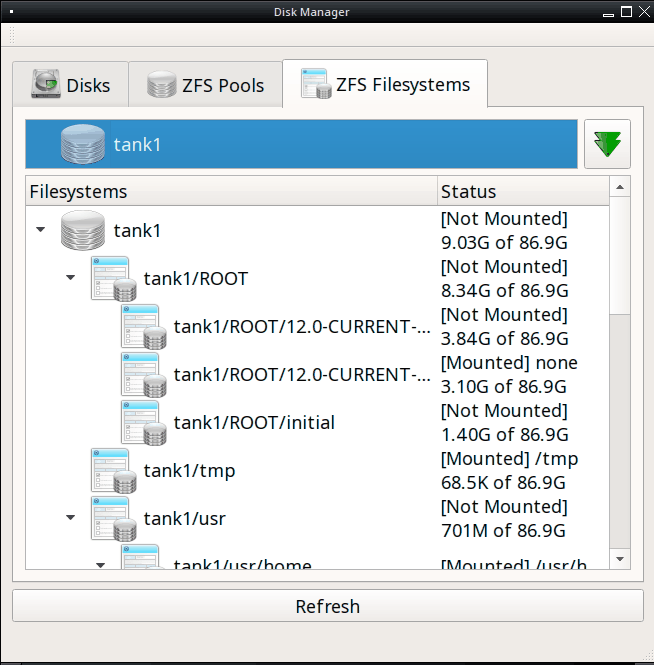 Disk Manager
Disks
ZFS Pools
ZFS Filesystems
tank1
Filesystems
Status
tank1
[Not Mounted]
9.03G of 86.9G
tank1/ROOT
[Not Mounted]
8.34G of 86.9G
tank1/ROOT/12.0-CURRENT-...
[Not Mounted]
3.84G of 86.9G
tank1/ROOT/12.0-CURRENT-...
[Mounted] none
3.10G of 86.9G
tank1/ROOT/initial
[Not Mounted]
1.40G of 86.9G
tank1/tmp
[Mounted] /tmp
68.5K of 86.9G
tank1/usr
[Not Mounted]
701M of 86.9G
tank1/usr/home
[Mounted] /usr/h
Refresh